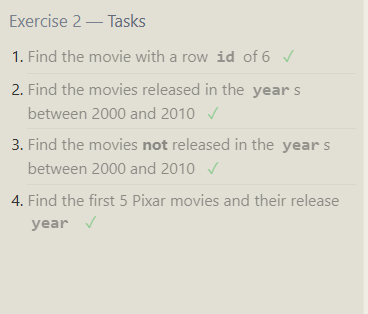 Exercise 2 — Tasks
1. Find the movie with a row id of 6 ✓
2. Find the movies released in the year s
between 2000 and 2010 ✓
3. Find the movies not released in the year s
between 2000 and 2010 ✓
4. Find the first 5 Pixar movies and their release
year ✓